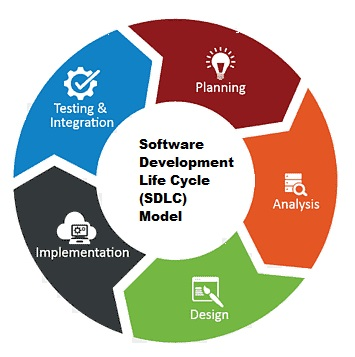 Software
Development
Life Cycle
(SDLC)
Model
Planning
Analysis
Design
Implementation
Testing &
Integration